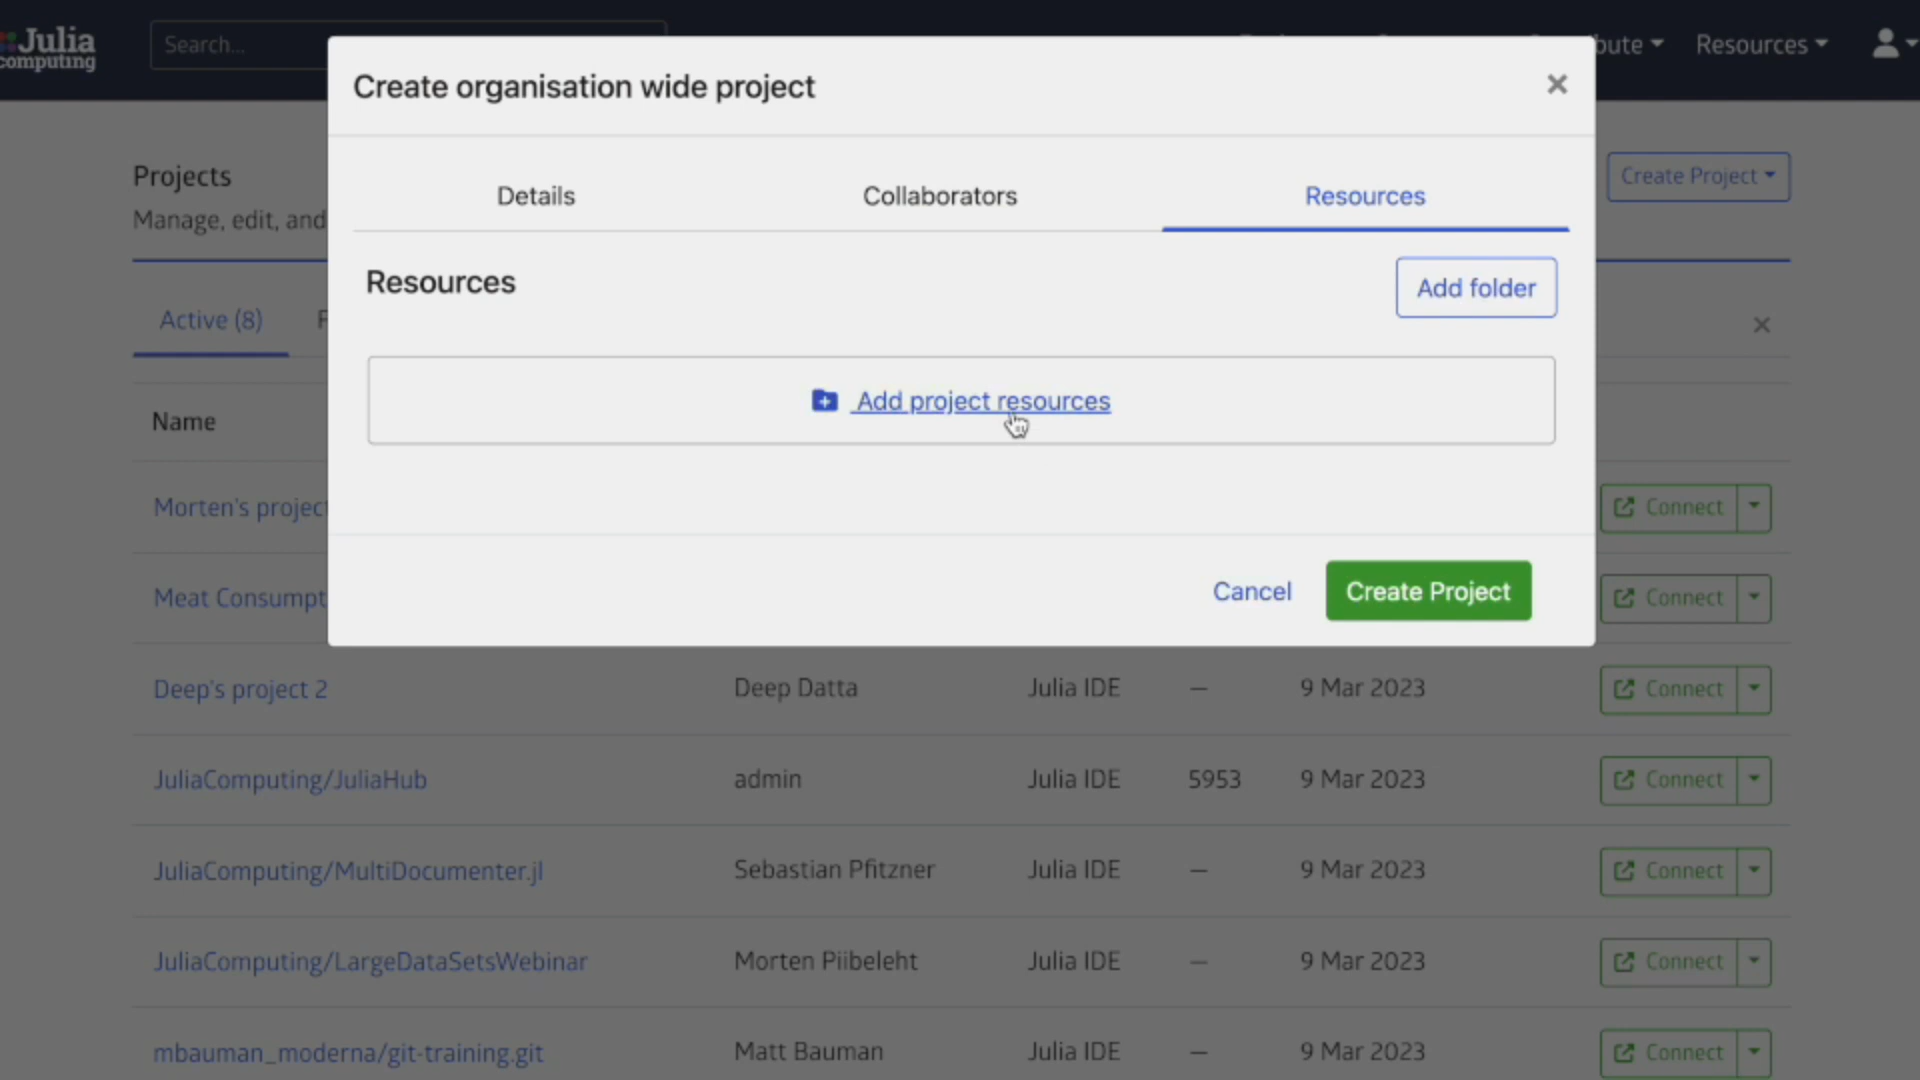 Julia
computing
Search...
bute
Resources
Create organisation wide project
×
Details
Collaborators
Resources
Resources
Add folder
Add project resources
Cancel
Create Project
Projects
Manage, edit, and
Create Project
Active (8)
F
×
Name
Morten's project
Connect
Meat Consumpt
Connect
Deep's project 2 Deep Datta Julia IDE — 9 Mar 2023 Connect
JuliaComputing/JuliaHub admin Julia IDE 5953 9 Mar 2023 Connect
JuliaComputing/MultiDocumenter.jl Sebastian Pfitzner Julia IDE — 9 Mar 2023 Connect
JuliaComputing/LargeDataSetsWebinar Morten Piibeleht Julia IDE — 9 Mar 2023 Connect
mbauman_moderna/git-training.git Matt Bauman Julia IDE — 9 Mar 2023 Connect